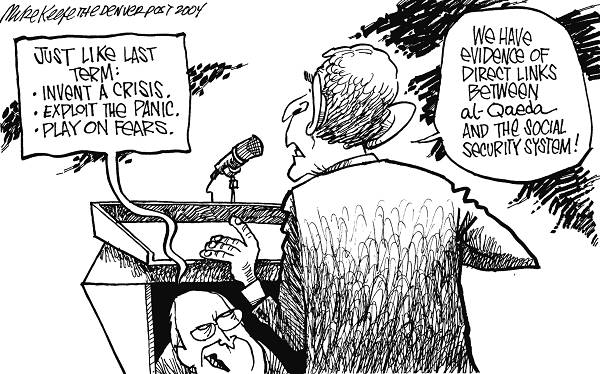 Mike Keefe THE DENVER POST 2004
JUST LIKE LAST
TERM:
• INVENT A CRISIS.
• EXPLOIT THE PANIC.
• PLAY ON FEARS.
WE HAVE
EVIDENCE OF
DIRECT LINKS
BETWEEN
al-Qaeda
AND THE SOCIAL
SECURITY SYSTEM!